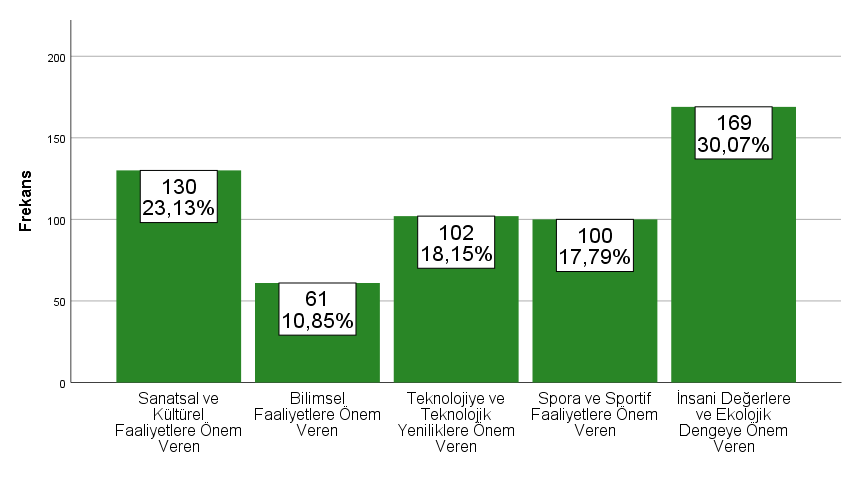 Frekans
200
150
100
50
0
130
23,13%
61
10,85%
102
18,15%
100
17,79%
169
30,07%
Sanatsal ve
Kültürel
Faaliyetlere Önem
Veren
Bilimsel
Faaliyetlere Önem
Veren
Teknolojiye ve
Teknolojik
Yeniliklere Önem
Veren
Spora ve Sportif
Faaliyetlere Önem
Veren
İnsani Değerlere
ve Ekolojik
Dengeye Önem
Veren